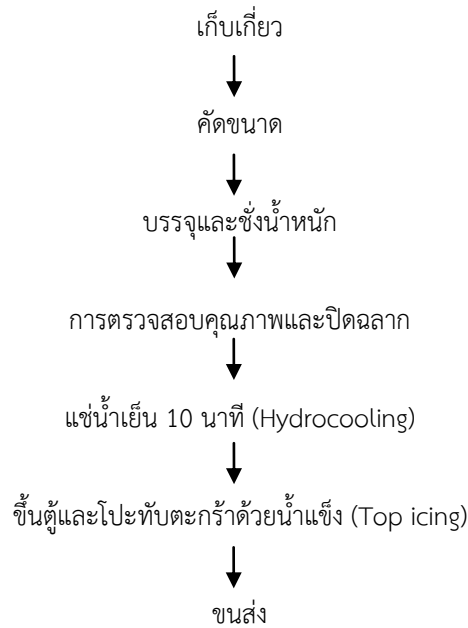 เก็บเกี่ยว
คัดขนาด
บรรจุและชั่งน้ำหนัก
การตรวจสอบคุณภาพและปิดฉลาก
แช่น้ำเย็น 10 นาที (Hydrocooling)
ขึ้นตู้และโปะทับตะกร้าด้วยน้ำแข็ง (Top icing)
ขนส่ง